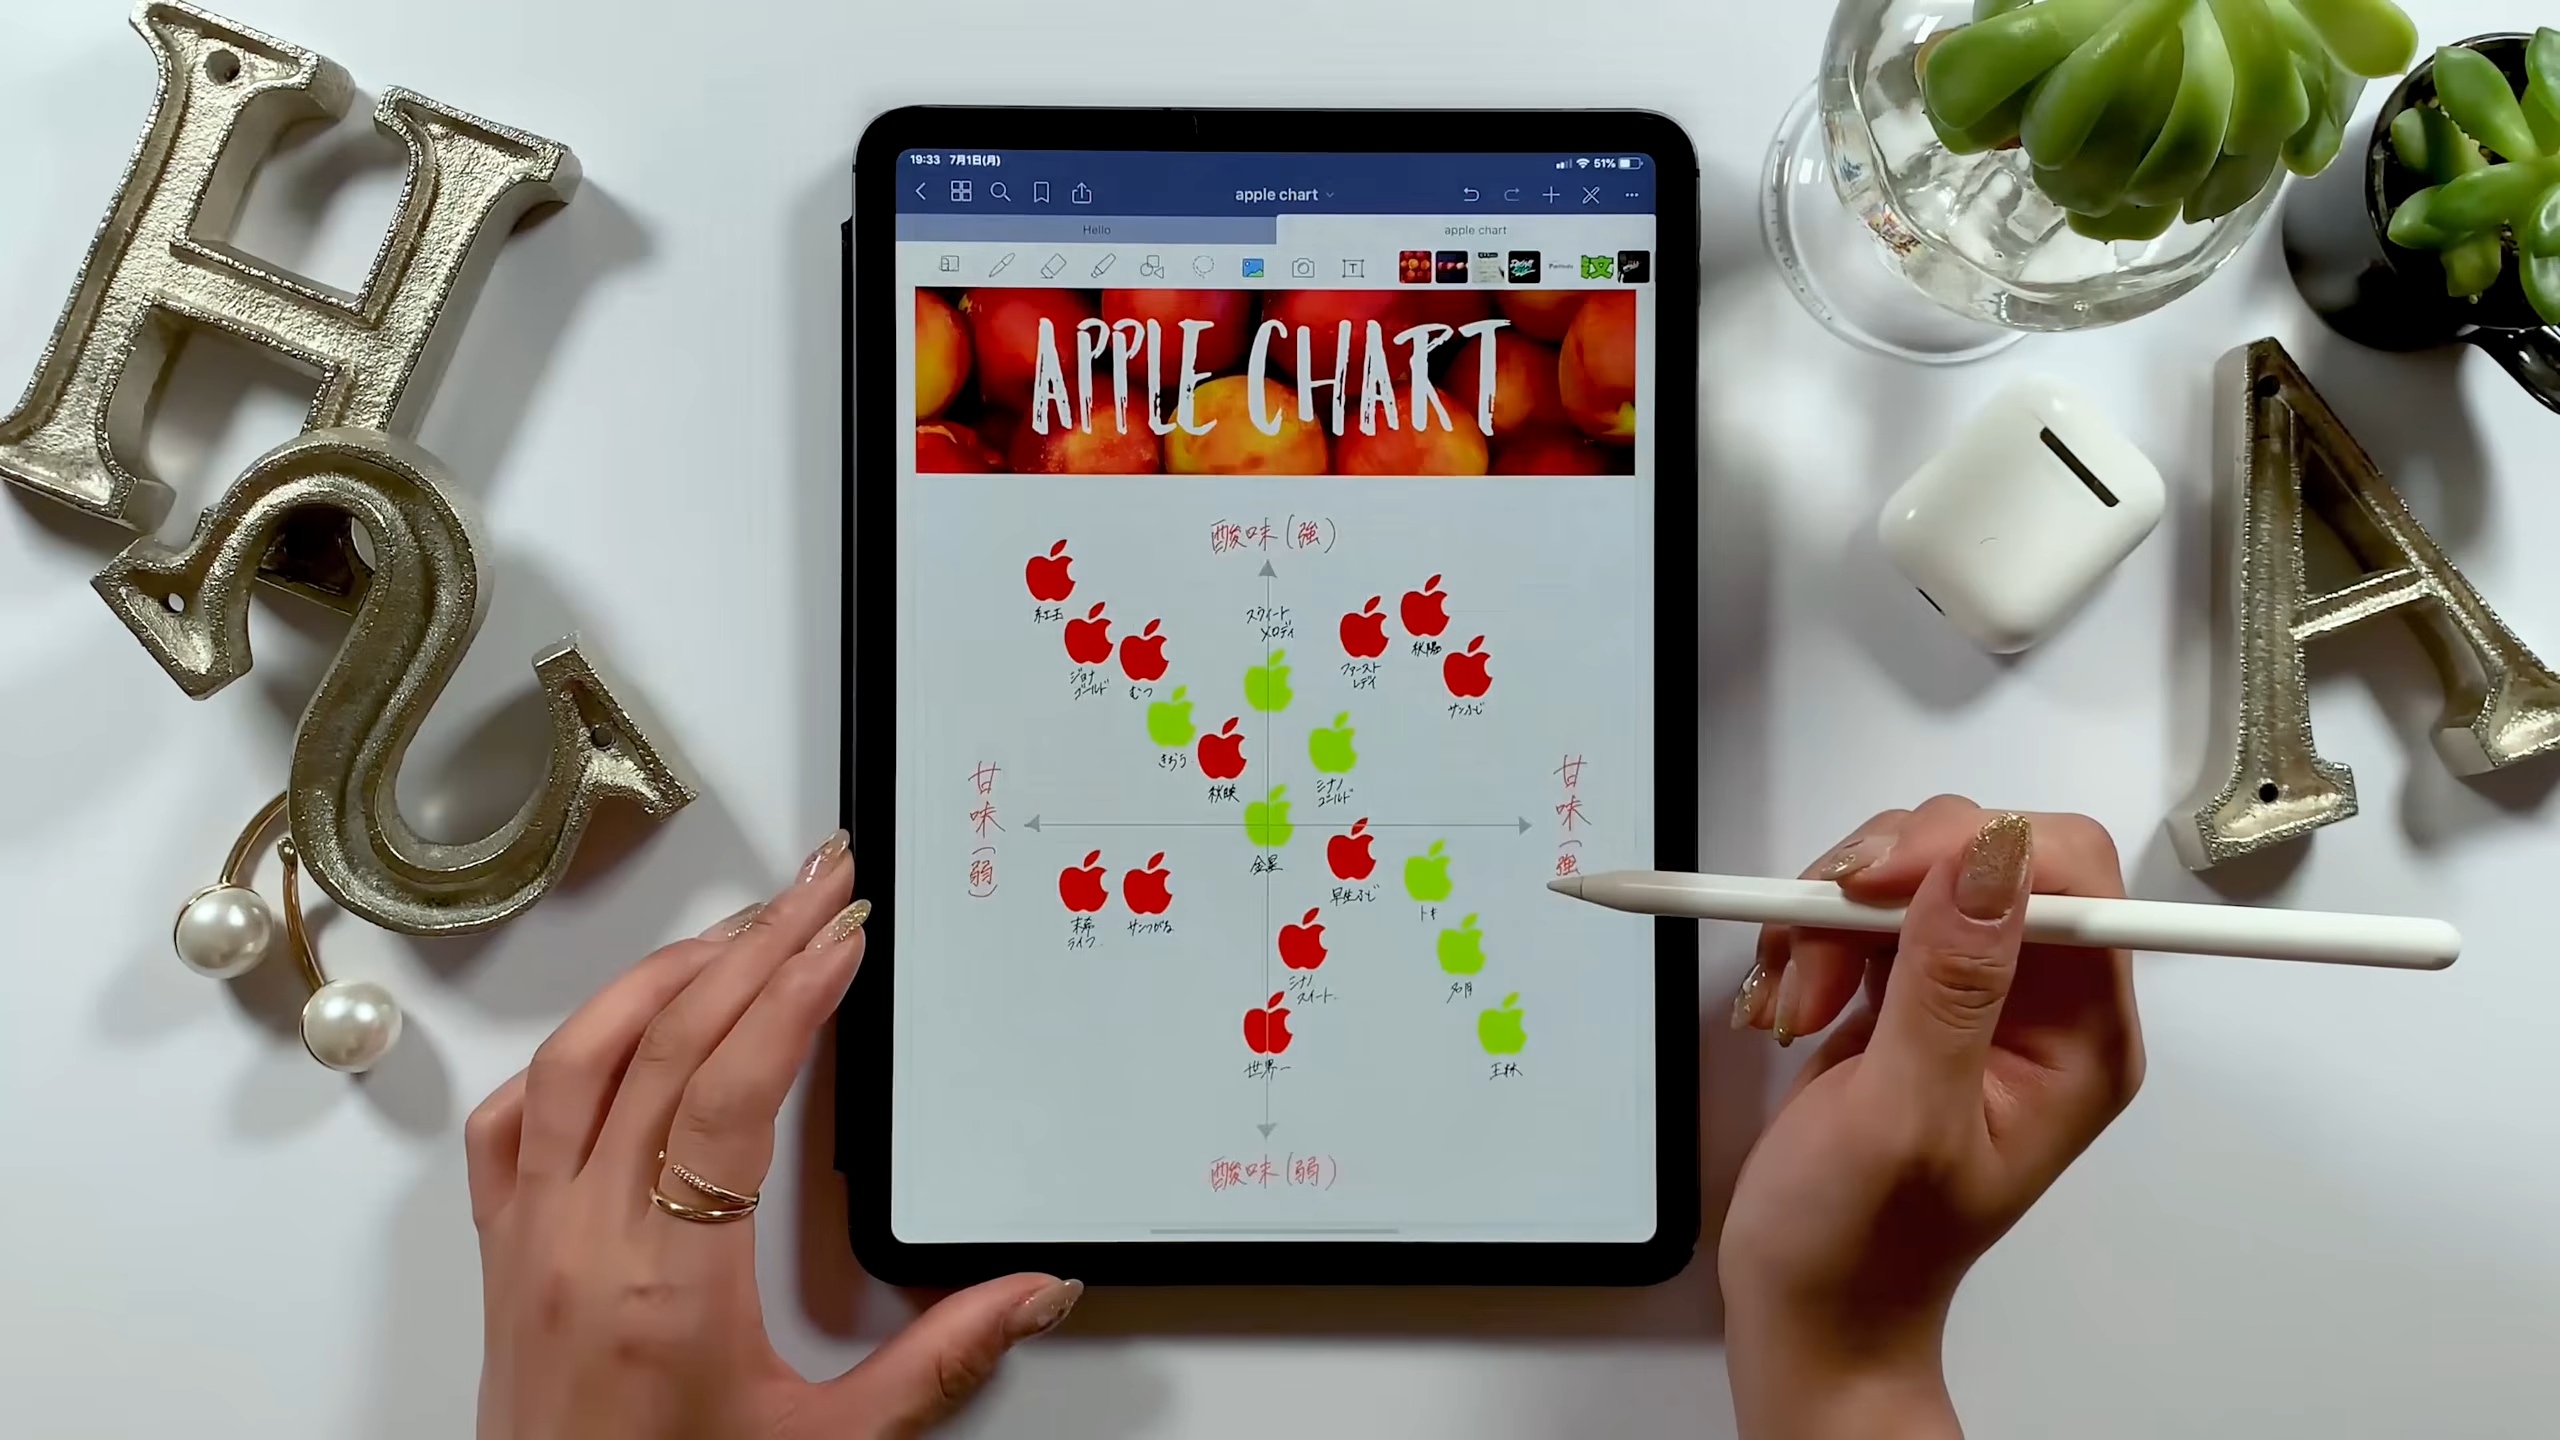 H
S
A
19:33 7月1日(月)
51%
apple chart
Hello
apple chart
T
APPLE CHART
酸味(強)
紅玉
ジョナ
ゴールド
むつ
スウィート
メロディ
ファースト
レディ
秋陽
サンふじ
きおう
秋映
シナノ
ゴールド
甘味(弱)
甘味(強
金星
早生ふじ
トキ
未希
ライフ
サンつがる
シナノ
スイート
名月
世界一
王林
酸味(弱)